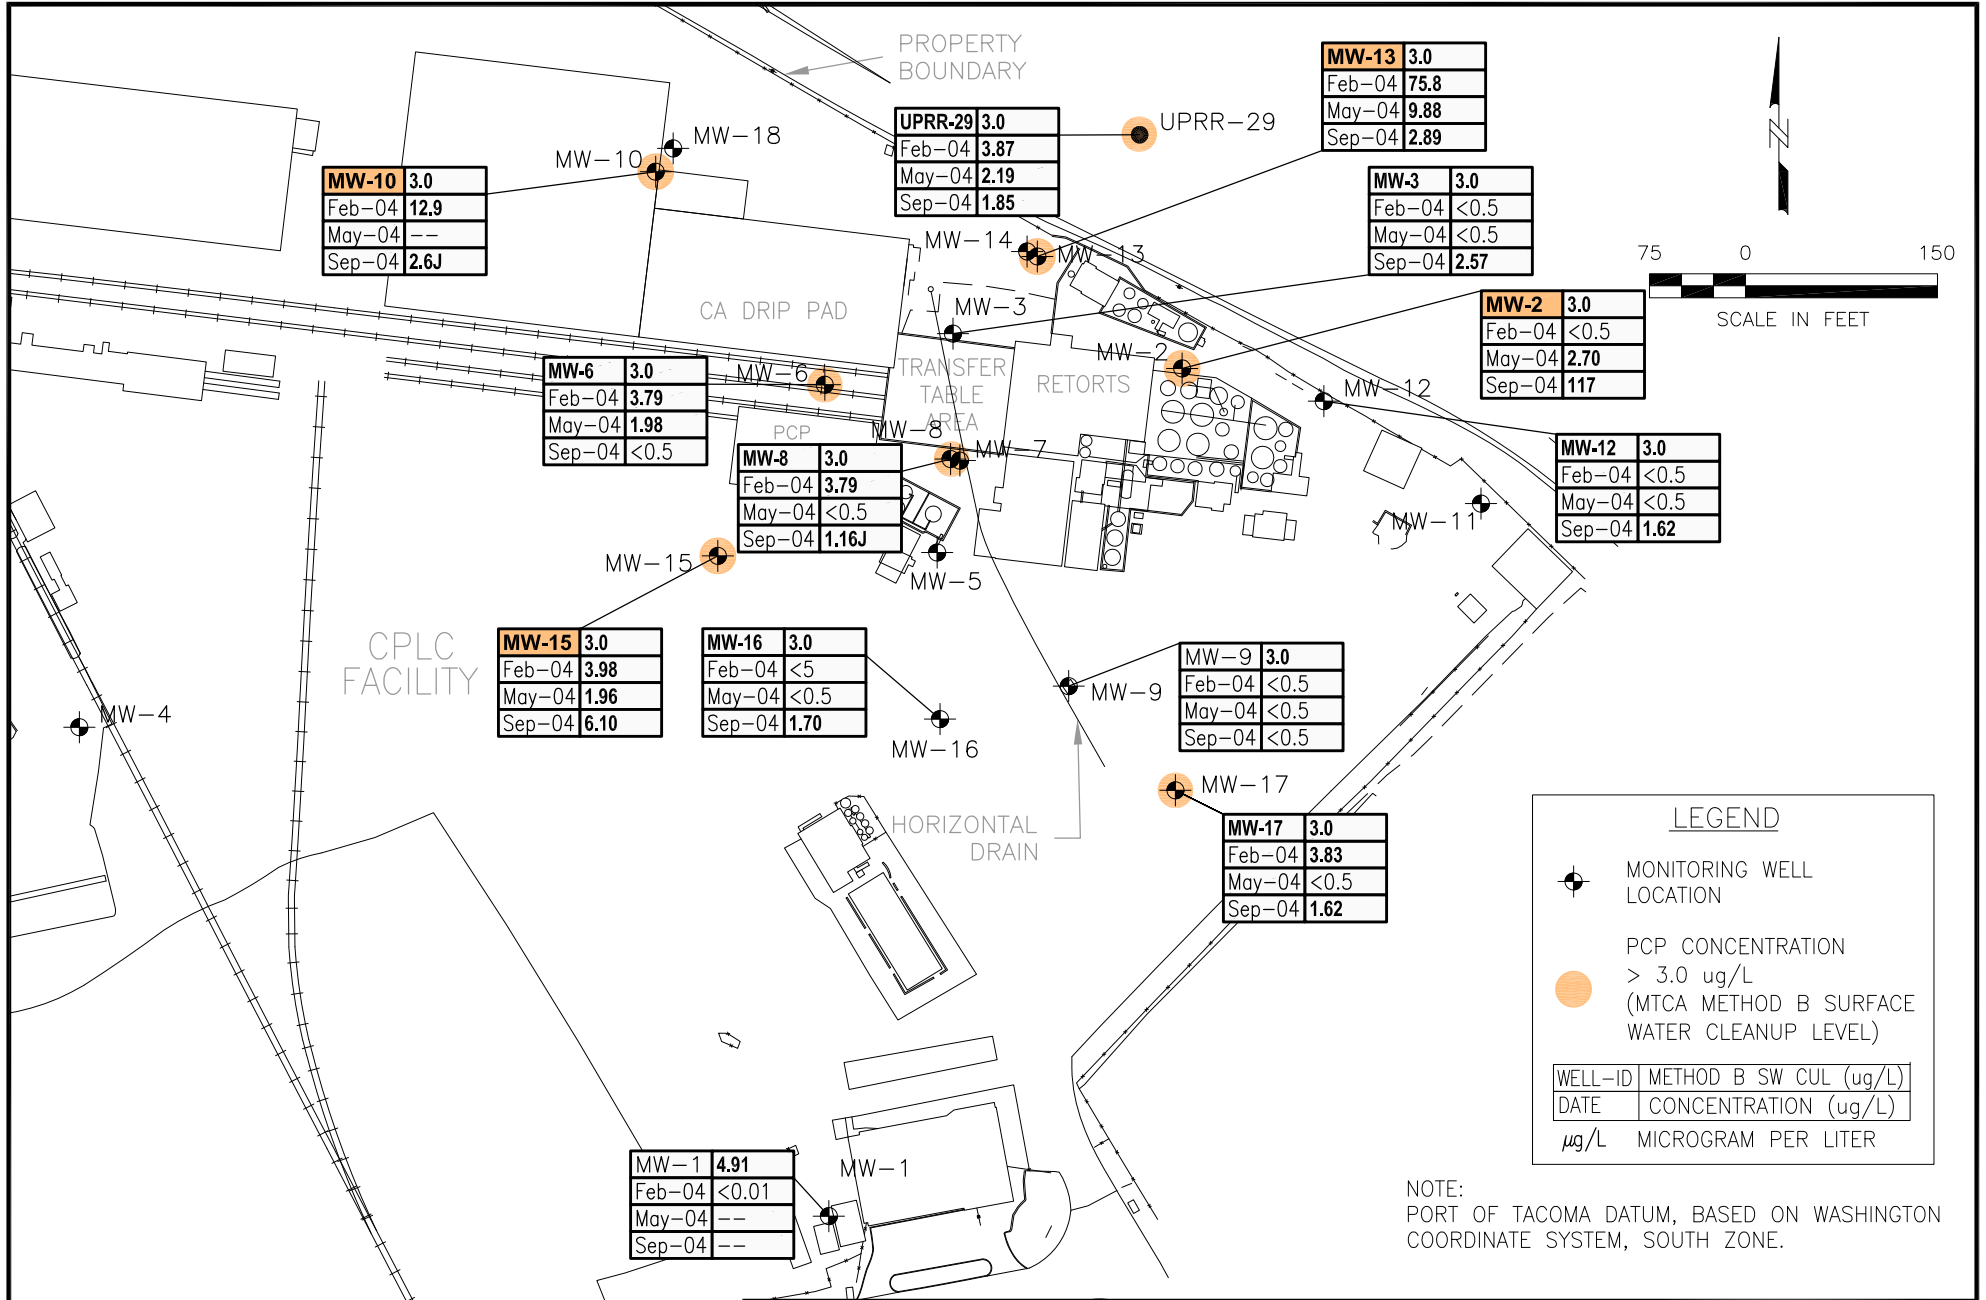 PROPERTY
BOUNDARY
MW-13 3.0
Feb-04 75.8
May-04 9.88
Sep-04 2.89
UPRR-29 3.0
Feb-04 3.87
May-04 2.19
Sep-04 1.85
UPRR-29
MW-18
MW-10
MW-10 3.0
Feb-04 12.9
May-04 --
Sep-04 2.6J
MW-3 3.0
Feb-04 <0.5
May-04 <0.5
Sep-04 2.57
N
75 0 150
SCALE IN FEET
MW-14
MW-13
CA DRIP PAD
MW-3
MW-2 3.0
Feb-04 <0.5
May-04 2.70
Sep-04 117
MW-2
MW-6 3.0
Feb-04 3.79
May-04 1.98
Sep-04 <0.5
MW-6
TRANSFER
TABLE
AREA
RETORTS
MW-12
PCP
MW-8
MW-7
MW-8 3.0
Feb-04 3.79
May-04 <0.5
Sep-04 1.16J
MW-12 3.0
Feb-04 <0.5
May-04 <0.5
Sep-04 1.62
MW-11
MW-15
MW-5
CPLC
FACILITY
MW-15 3.0
Feb-04 3.98
May-04 1.96
Sep-04 6.10
MW-16 3.0
Feb-04 <5
May-04 <0.5
Sep-04 1.70
MW-9 3.0
Feb-04 <0.5
May-04 <0.5
Sep-04 <0.5
MW-9
MW-4
MW-16
MW-17
HORIZONTAL
DRAIN
MW-17 3.0
Feb-04 3.83
May-04 <0.5
Sep-04 1.62
LEGEND
MONITORING WELL
LOCATION
PCP CONCENTRATION
> 3.0 ug/L
(MTCA METHOD B SURFACE
WATER CLEANUP LEVEL)
WELL-ID METHOD B SW CUL (ug/L)
DATE CONCENTRATION (ug/L)
µg/L MICROGRAM PER LITER
MW-1 4.91
Feb-04 <0.01
May-04 --
Sep-04 --
MW-1
NOTE:
PORT OF TACOMA DATUM, BASED ON WASHINGTON
COORDINATE SYSTEM, SOUTH ZONE.